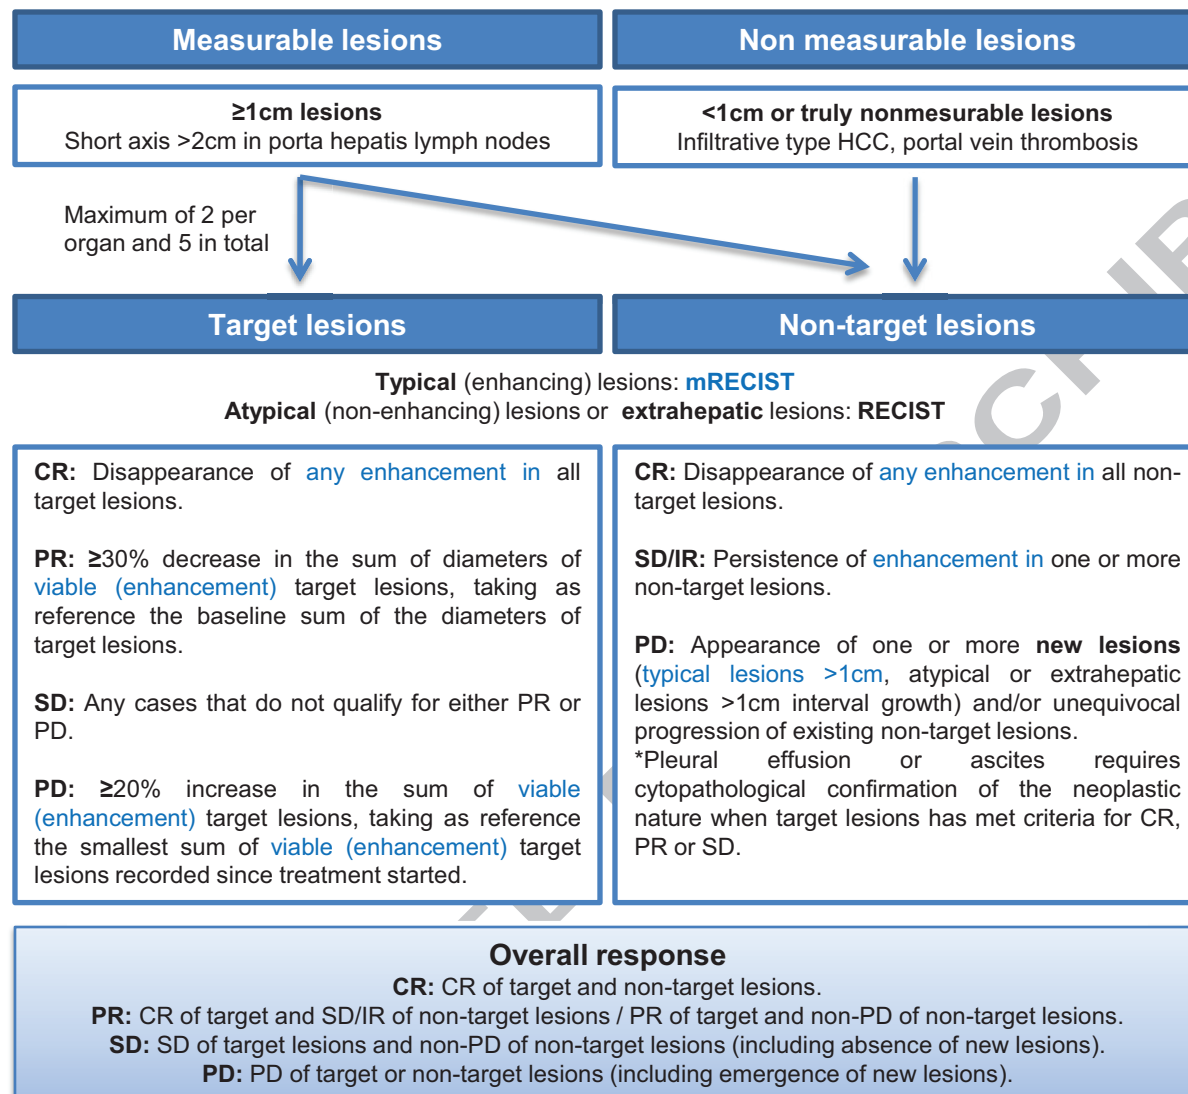 Measurable lesions
Non measurable lesions
≥1cm lesions
Short axis >2cm in porta hepatis lymph nodes
<1cm or truly nonmesurable lesions
Infiltrative type HCC, portal vein thrombosis
Maximum of 2 per
organ and 5 in total
Target lesions
Non-target lesions
Typical (enhancing) lesions: mRECIST
Atypical (non-enhancing) lesions or extrahepatic lesions: RECIST
CR: Disappearance of any enhancement in all
target lesions.
PR: ≥30% decrease in the sum of diameters of
viable (enhancement) target lesions, taking as
reference the baseline sum of the diameters of
target lesions.
SD: Any cases that do not qualify for either PR or
PD.
PD: ≥20% increase in the sum of viable
(enhancement) target lesions, taking as reference
the smallest sum of viable (enhancement) target
lesions recorded since treatment started.
CR: Disappearance of any enhancement in all non-
target lesions.
SD/IR: Persistence of enhancement in one or more
non-target lesions.
PD: Appearance of one or more new lesions
(typical lesions >1cm, atypical or extrahepatic
lesions >1cm interval growth) and/or unequivocal
progression of existing non-target lesions.
*Pleural effusion or ascites requires
cytopathological confirmation of the neoplastic
nature when target lesions has met criteria for CR,
PR or SD.
Overall response
CR: CR of target and non-target lesions.
PR: CR of target and SD/IR of non-target lesions / PR of target and non-PD of non-target lesions.
SD: SD of target lesions and non-PD of non-target lesions (including absence of new lesions).
PD: PD of target or non-target lesions (including emergence of new lesions).